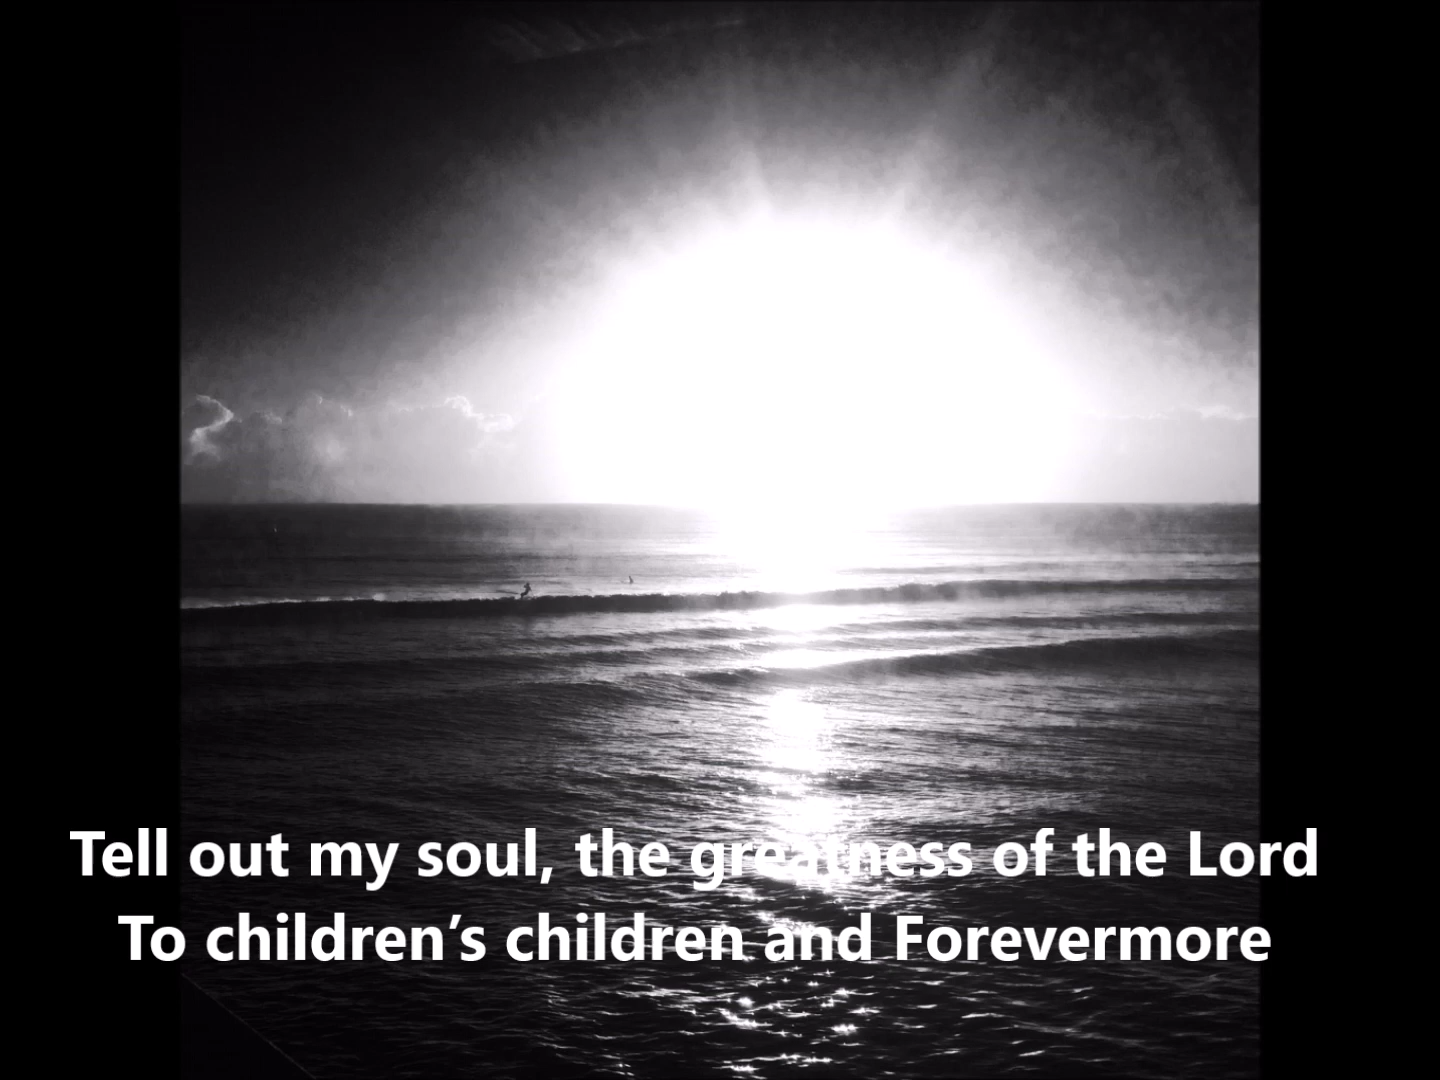 Tell out my soul, the greatness of the Lord
To children’s children and Forevermore